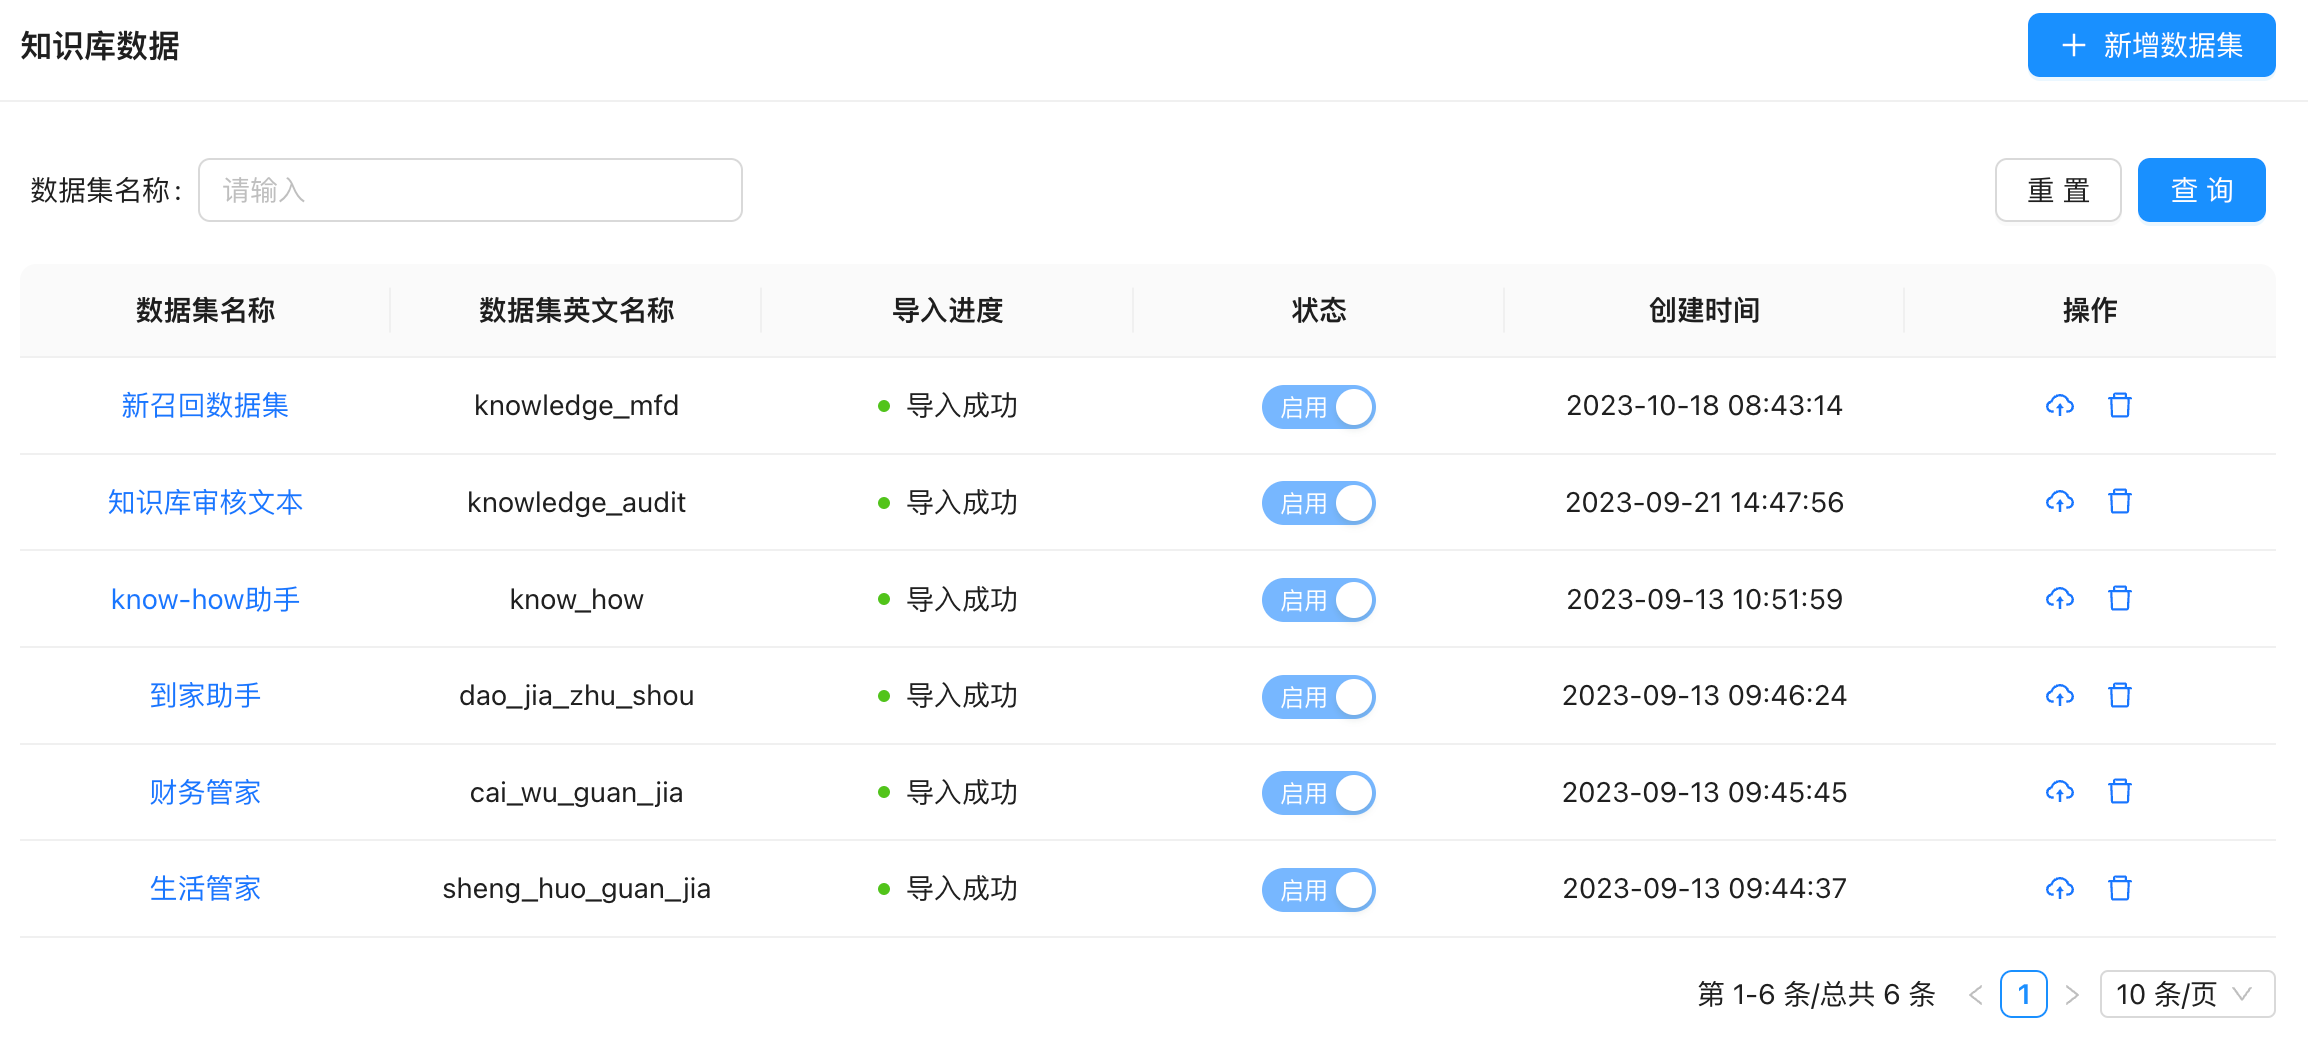 知识库数据
+ 新增数据集
数据集名称: 请输入 重 置 查 询
数据集名称 数据集英文名称 导入进度 状态 创建时间 操作
新召回数据集 knowledge_mfd 导入成功 启用 2023-10-18 08:43:14
知识库审核文本 knowledge_audit 导入成功 启用 2023-09-21 14:47:56
know-how助手 know_how 导入成功 启用 2023-09-13 10:51:59
到家助手 dao_jia_zhu_shou 导入成功 启用 2023-09-13 09:46:24
财务管家 cai_wu_guan_jia 导入成功 启用 2023-09-13 09:45:45
生活管家 sheng_huo_guan_jia 导入成功 启用 2023-09-13 09:44:37
第 1-6 条/总共 6 条 < 1 > 10 条/页